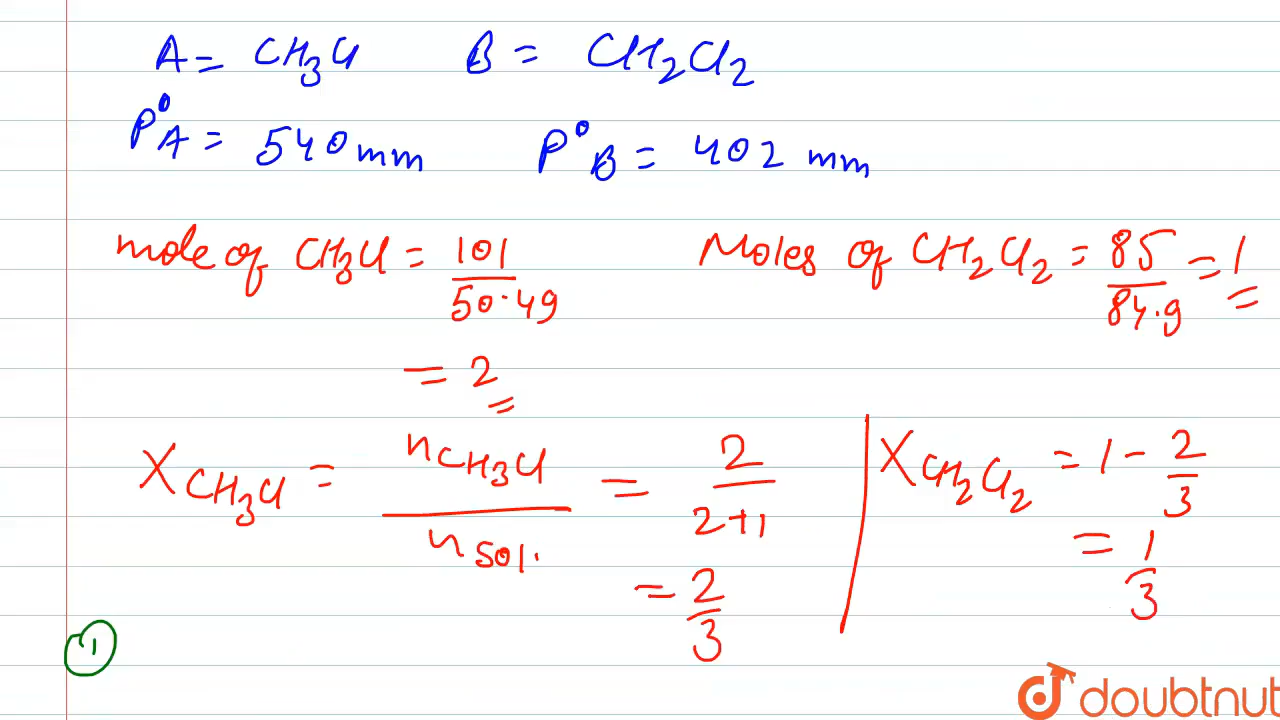 A = CH3Cl B = CH2Cl2
P°A = 540 mm P°B = 402 mm
mole of CH3Cl = 101/50.49 Moles of CH2Cl2 = 85/84.9 = 1
= 2
XCH3Cl = nCH3Cl/nsol. = 2/2+1 XCH2Cl2 = 1 - 2/3
= 2/3 = 1/3
1
doubtnut